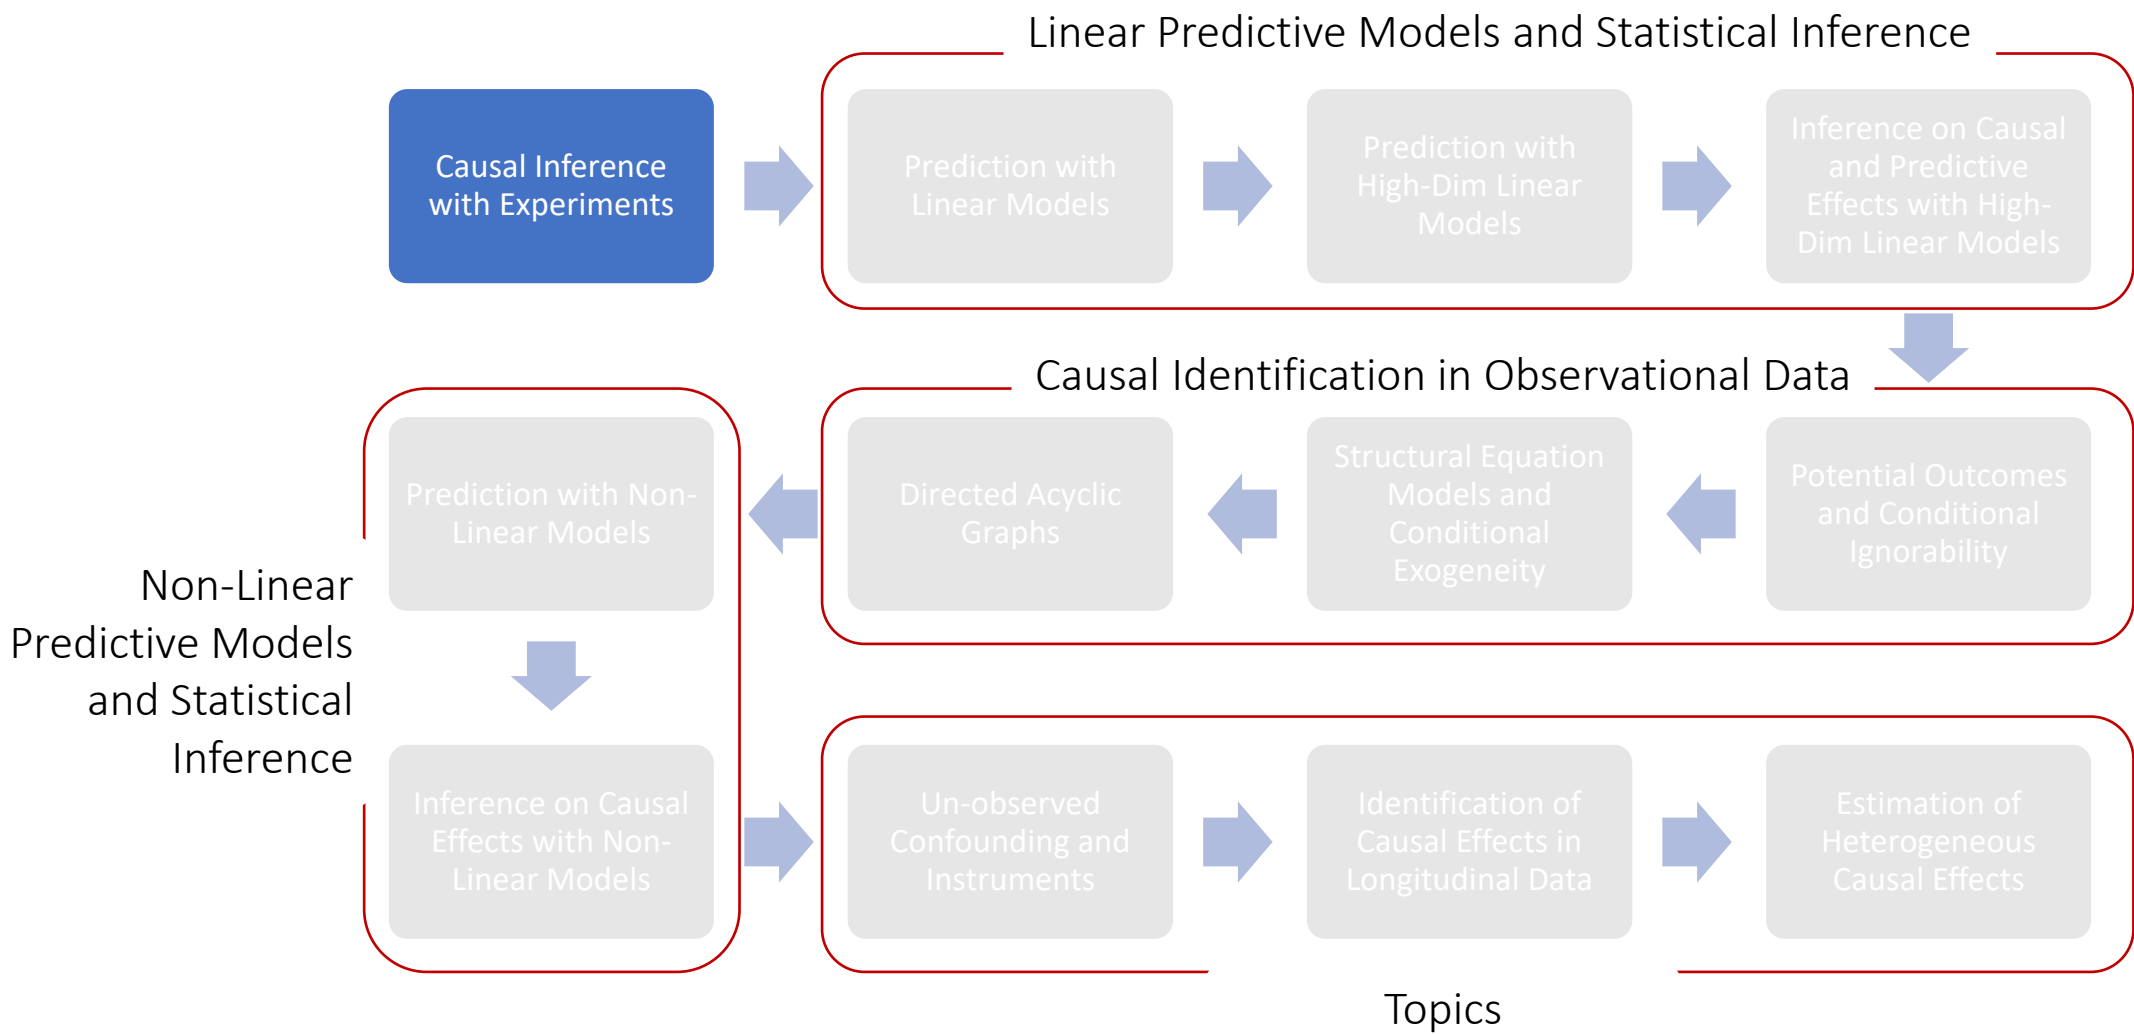 Linear Predictive Models and Statistical Inference
Causal Inference
with Experiments
Prediction with
Linear Models
Prediction with
High-Dim Linear
Models
Inference on Causal
and Predictive
Effects with High-
Dim Linear Models
Causal Identification in Observational Data
Potential Outcomes
and Conditional
Ignorability
Structural Equation
Models and
Conditional
Exogeneity
Directed Acyclic
Graphs
Prediction with Non-
Linear Models
Non-Linear
Predictive Models
and Statistical
Inference
Inference on Causal
Effects with Non-
Linear Models
Un-observed
Confounding and
Instruments
Identification of
Causal Effects in
Longitudinal Data
Estimation of
Heterogeneous
Causal Effects
Topics